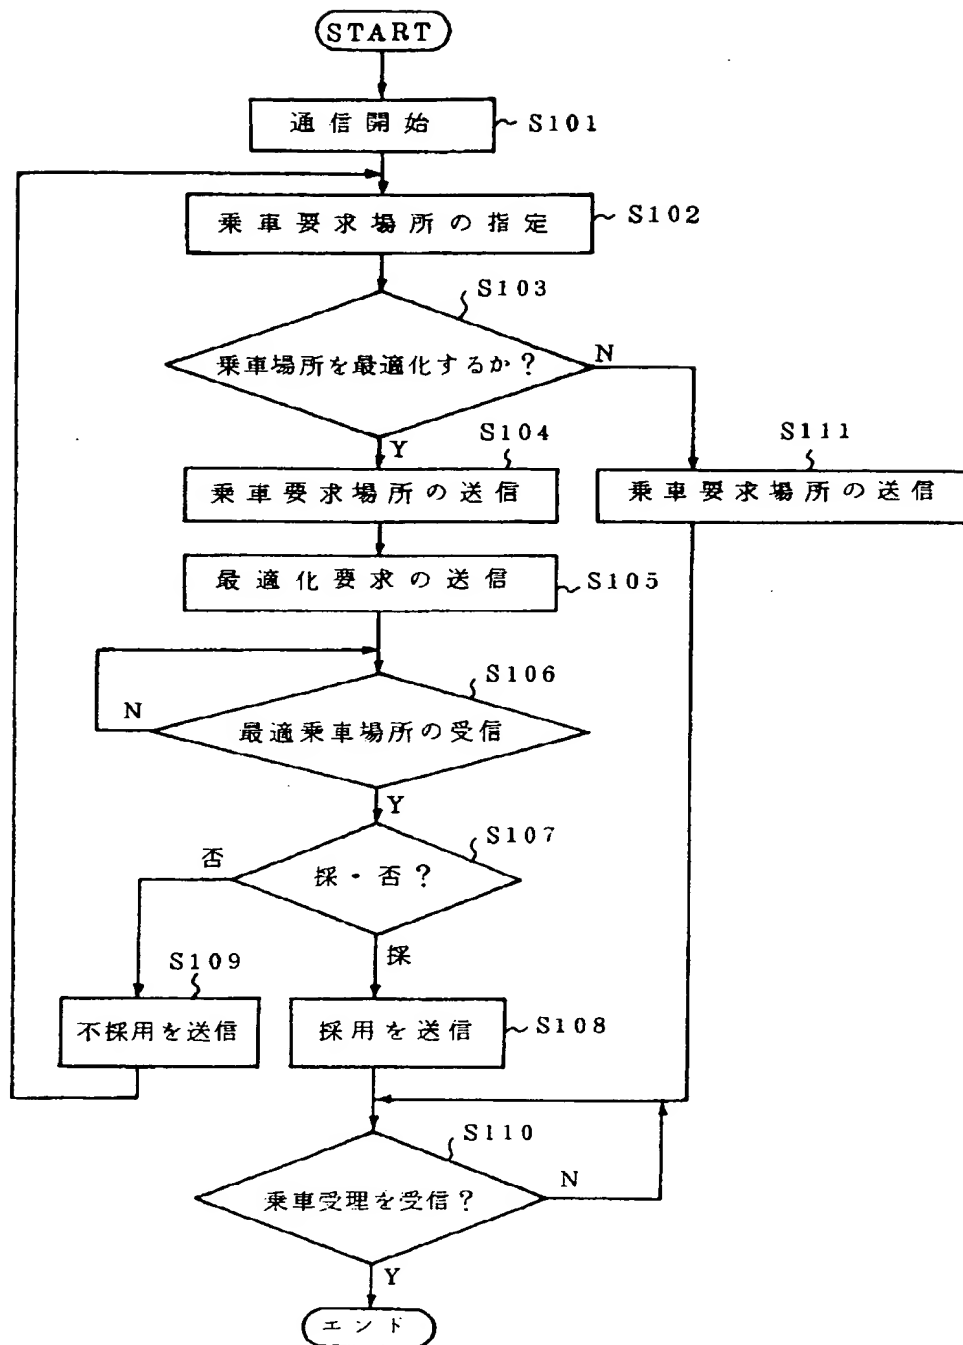 START
通信開始
S101
乗車要求場所の指定
S102
S103
乗車場所を最適化するか?
N
Y
S104
S111
乗車要求場所の送信
乗車要求場所の送信
最適化要求の送信
S105
S106
N
最適乗車場所の受信
Y
S107
否
採・否?
採
S109
不採用を送信
採用を送信
S108
S110
乗車受理を受信?
N
Y
エンド